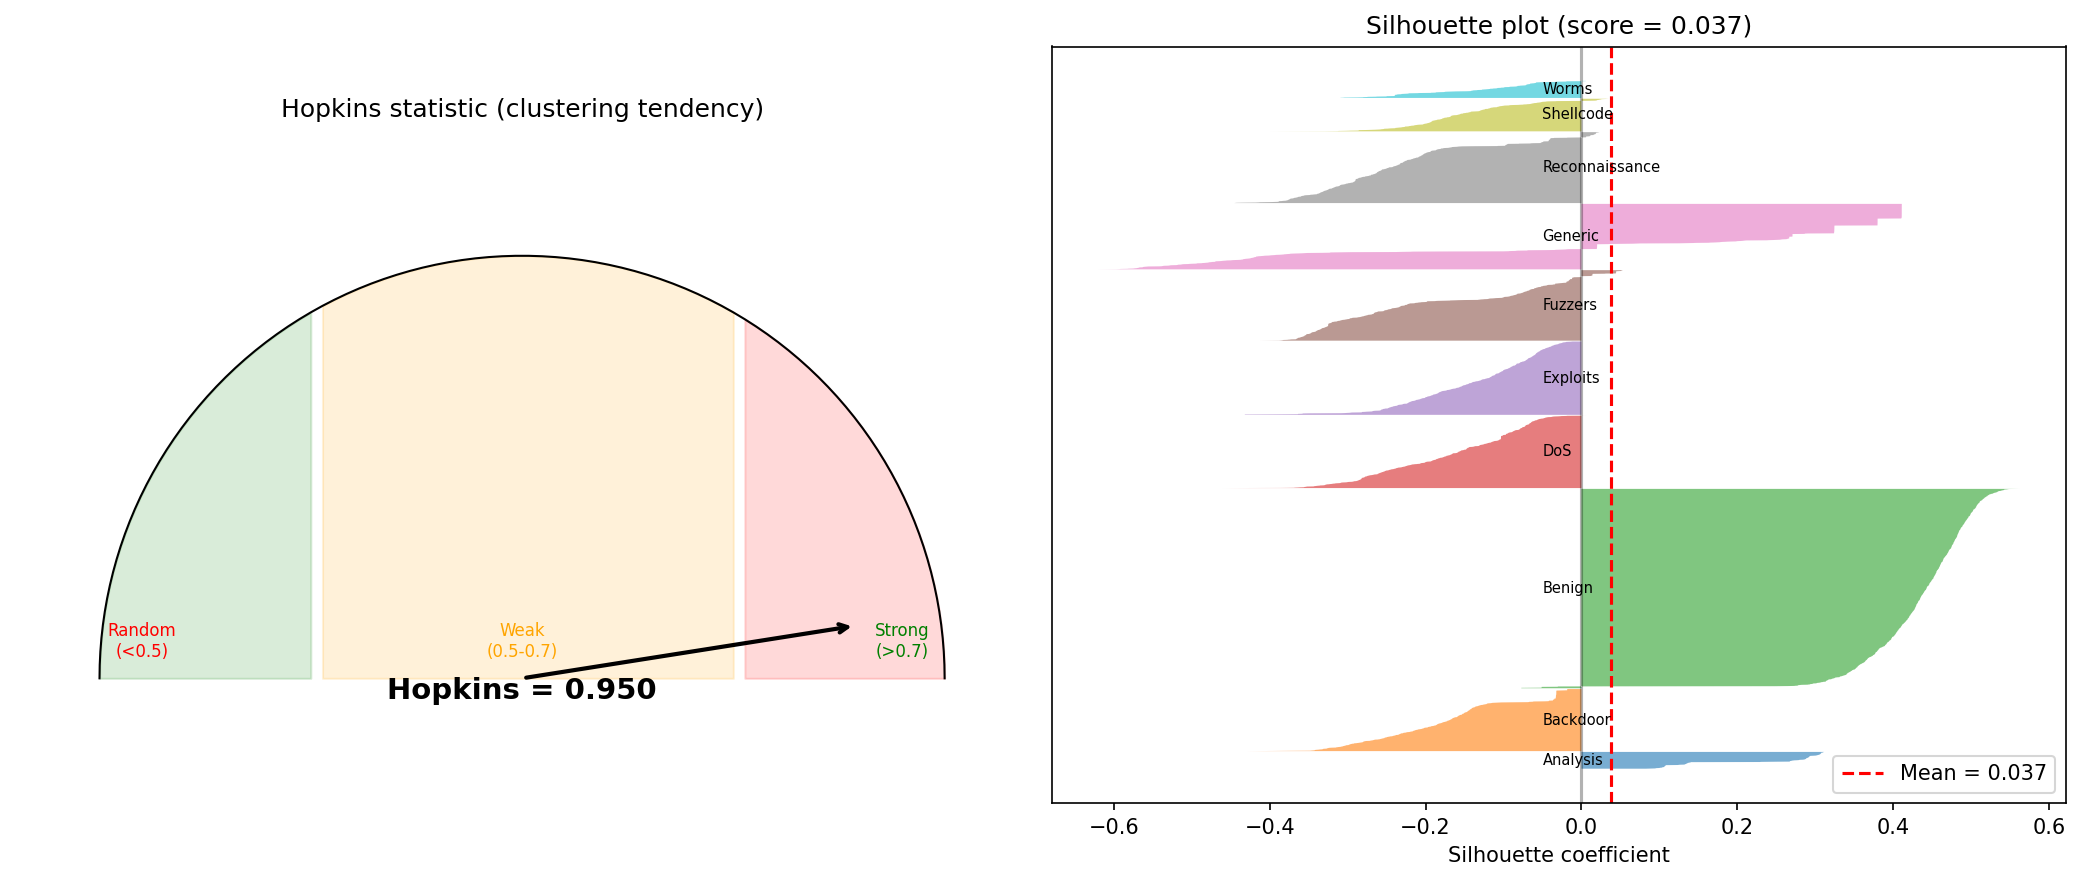 Hopkins statistic (clustering tendency)
Random
(<0.5)
Weak
(0.5-0.7)
Strong
(>0.7)
Hopkins = 0.950
Silhouette plot (score = 0.037)
Worms
Shellcode
Reconnaissance
Generic
Fuzzers
Exploits
DoS
Benign
Backdoor
Analysis
Mean = 0.037
−0.6 −0.4 −0.2 0.0 0.2 0.4 0.6
Silhouette coefficient